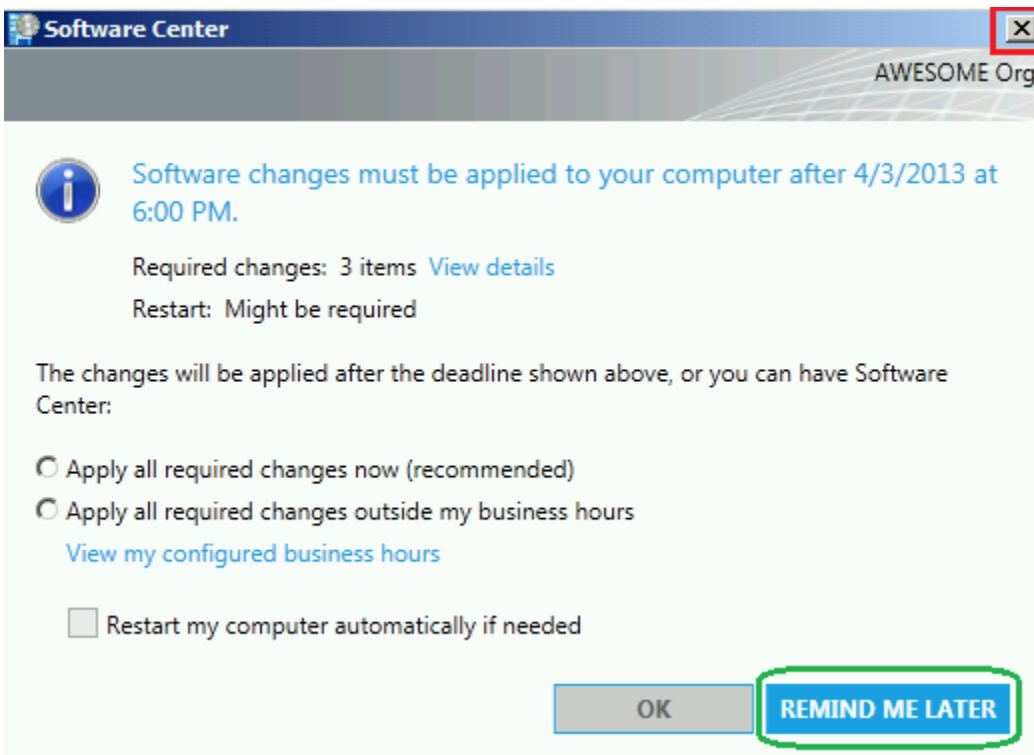 Software Center
AWESOME Org
Software changes must be applied to your computer after 4/3/2013 at
6:00 PM.
Required changes: 3 items View details
Restart: Might be required
The changes will be applied after the deadline shown above, or you can have Software
Center:
Apply all required changes now (recommended)
Apply all required changes outside my business hours
View my configured business hours
Restart my computer automatically if needed
OK REMIND ME LATER